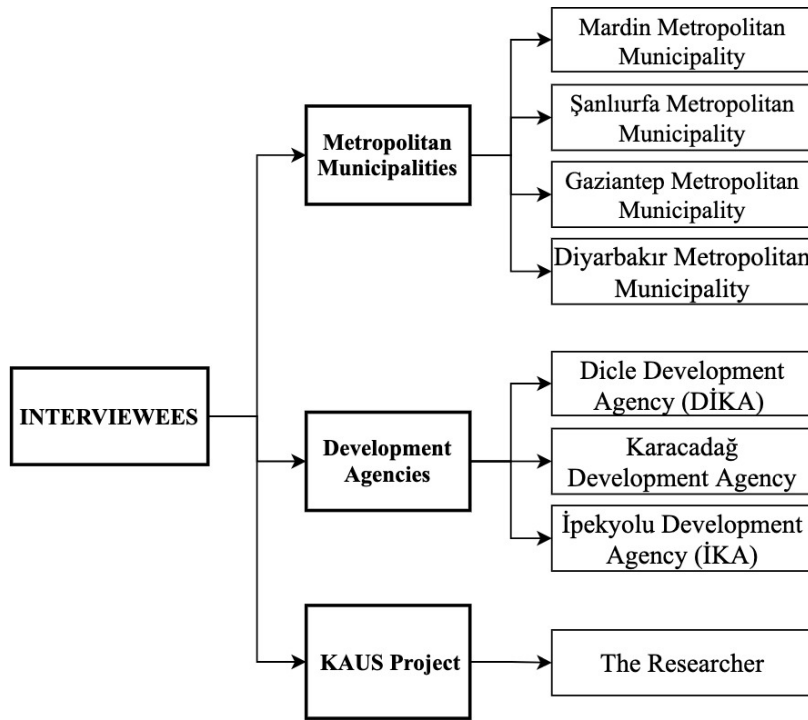 Mardin Metropolitan
Municipality
Şanlıurfa Metropolitan
Municipality
Metropolitan
Municipalities
Gaziantep Metropolitan
Municipality
Diyarbakır Metropolitan
Municipality
INTERVIEWEES
Dicle Development
Agency (DİKA)
Development
Agencies
Karacadağ
Development Agency
İpekyolu Development
Agency (İKA)
KAUS Project
The Researcher